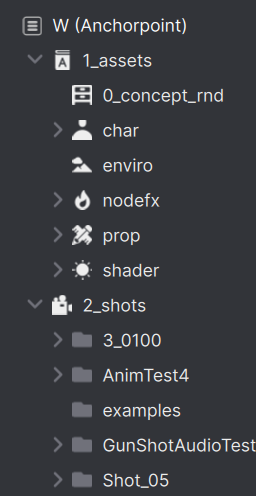 W (Anchorpoint)
1_assets
0_concept_rnd
char
enviro
nodefx
prop
shader
2_shots
3_0100
AnimTest4
examples
GunShotAudioTest
Shot_05